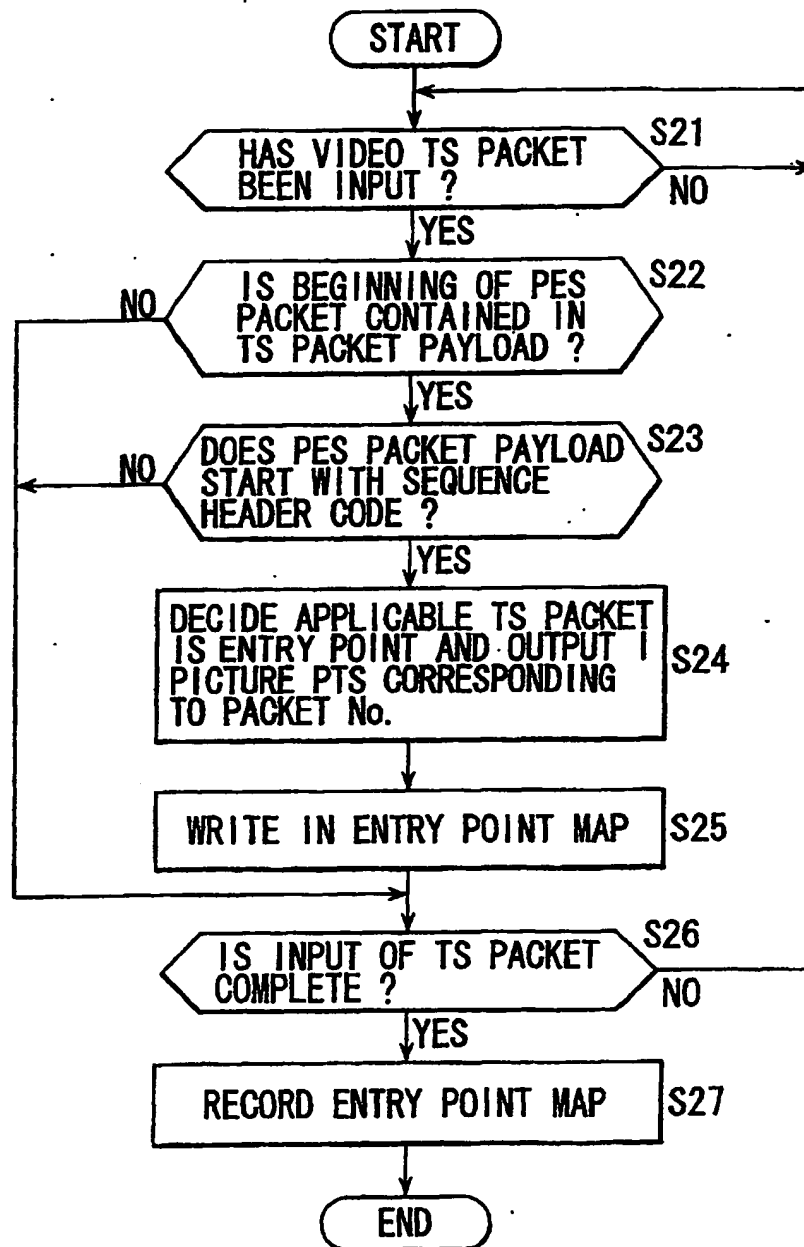 START
HAS VIDEO TS PACKET
BEEN INPUT ?
S21
NO
YES
IS BEGINNING OF PES
PACKET CONTAINED IN
TS PACKET PAYLOAD ?
S22
NO
YES
DOES PES PACKET PAYLOAD
START WITH SEQUENCE
HEADER CODE ?
S23
NO
YES
DECIDE APPLICABLE TS PACKET
IS ENTRY POINT AND OUTPUT I
PICTURE PTS CORRESPONDING
TO PACKET No.
S24
WRITE IN ENTRY POINT MAP
S25
IS INPUT OF TS PACKET
COMPLETE ?
S26
NO
YES
RECORD ENTRY POINT MAP
S27
END